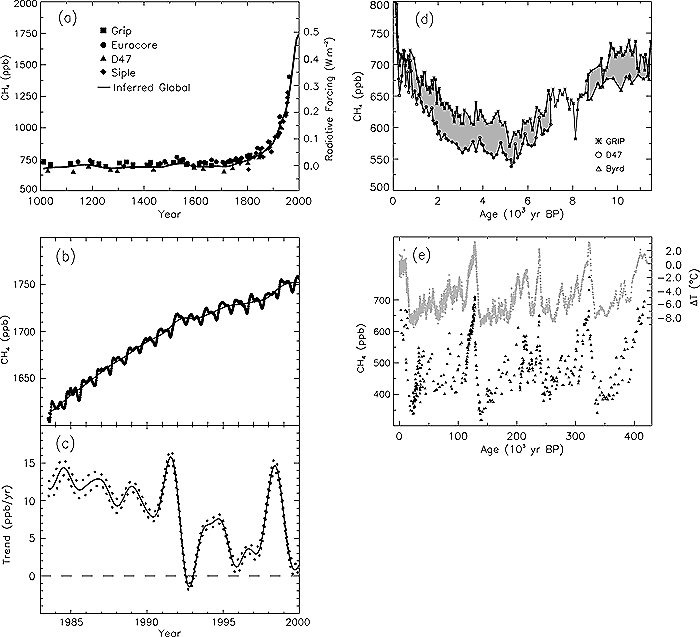 (a)
CH₄ (ppb)
2000
1750
1500
1250
1000
750
500
Grip
Eurocore
D47
Siple
Inferred Global
0.5
0.4
0.3
0.2
0.1
0.0
Radiative Forcing (W m⁻²)
1000 1200 1400 1600 1800 2000
Year
(b)
CH₄ (ppb)
1750
1700
1650
(c)
Trend (ppb/yr)
15
10
5
0
1985 1990 1995 2000
Year
(d)
CH₄ (ppb)
800
750
700
650
600
550
500
GRIP
D47
Byrd
0 2 4 6 8 10
Age (10³ yr BP)
(e)
CH₄ (ppb)
700
600
500
400
2.0
0.0
−2.0
−4.0
−6.0
−8.0
ΔT (°C)
0 100 200 300 400
Age (10³ yr BP)